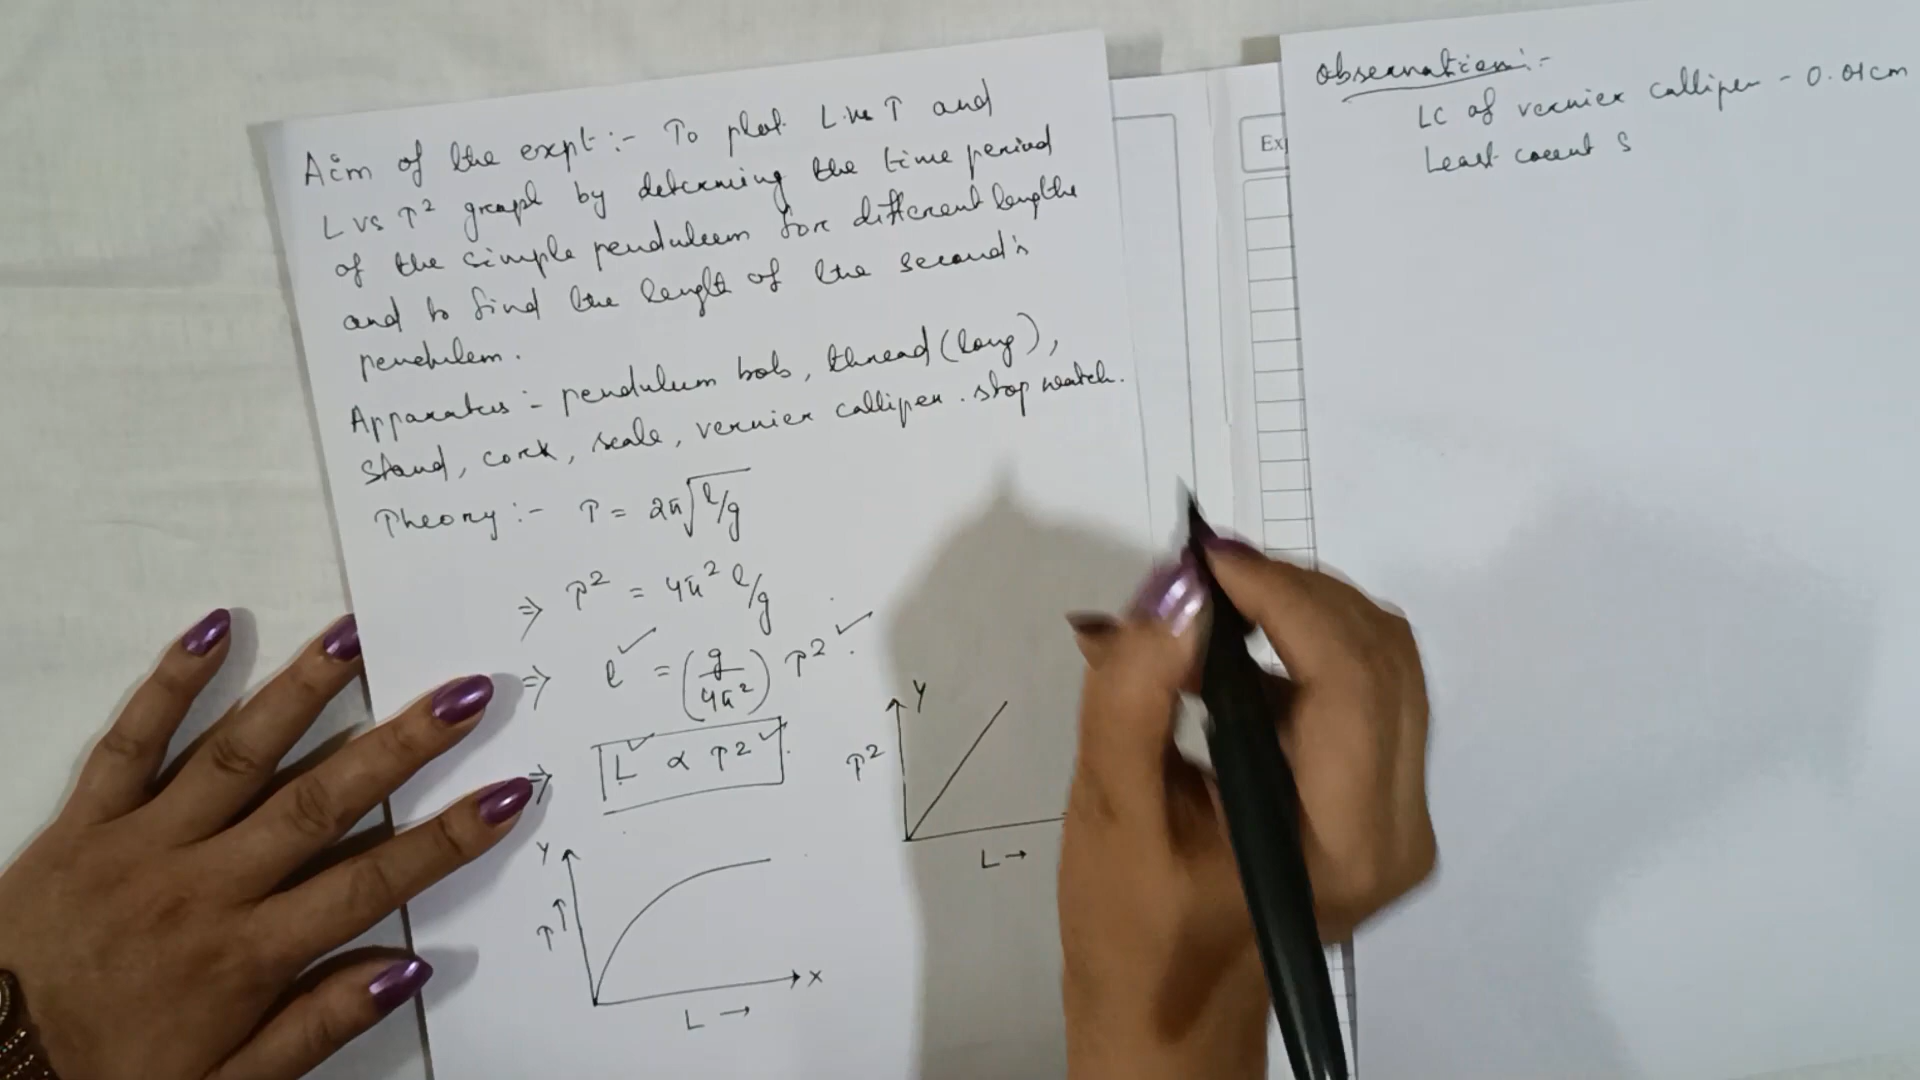 Aim of the expt :- To plot L vs T and
L vs T² graph by determing the time period
of the simple pendulum for different lengths
and to find the length of the second's
pendulem.
Apparatus :- pendulum bob, thread (long),
stand, cork, scale, vernier calliper . stop watch.
Theory :- T = 2π√l/g
⇒ T² = 4π² l/g
⇒ l = (g/4π²) T² .
⇒ L ∝ T² .
Y
T² 
L →
Y
T ↑
X
L →
Observation :-
LC of vernier calliper - 0.01cm
Least count S
Ex